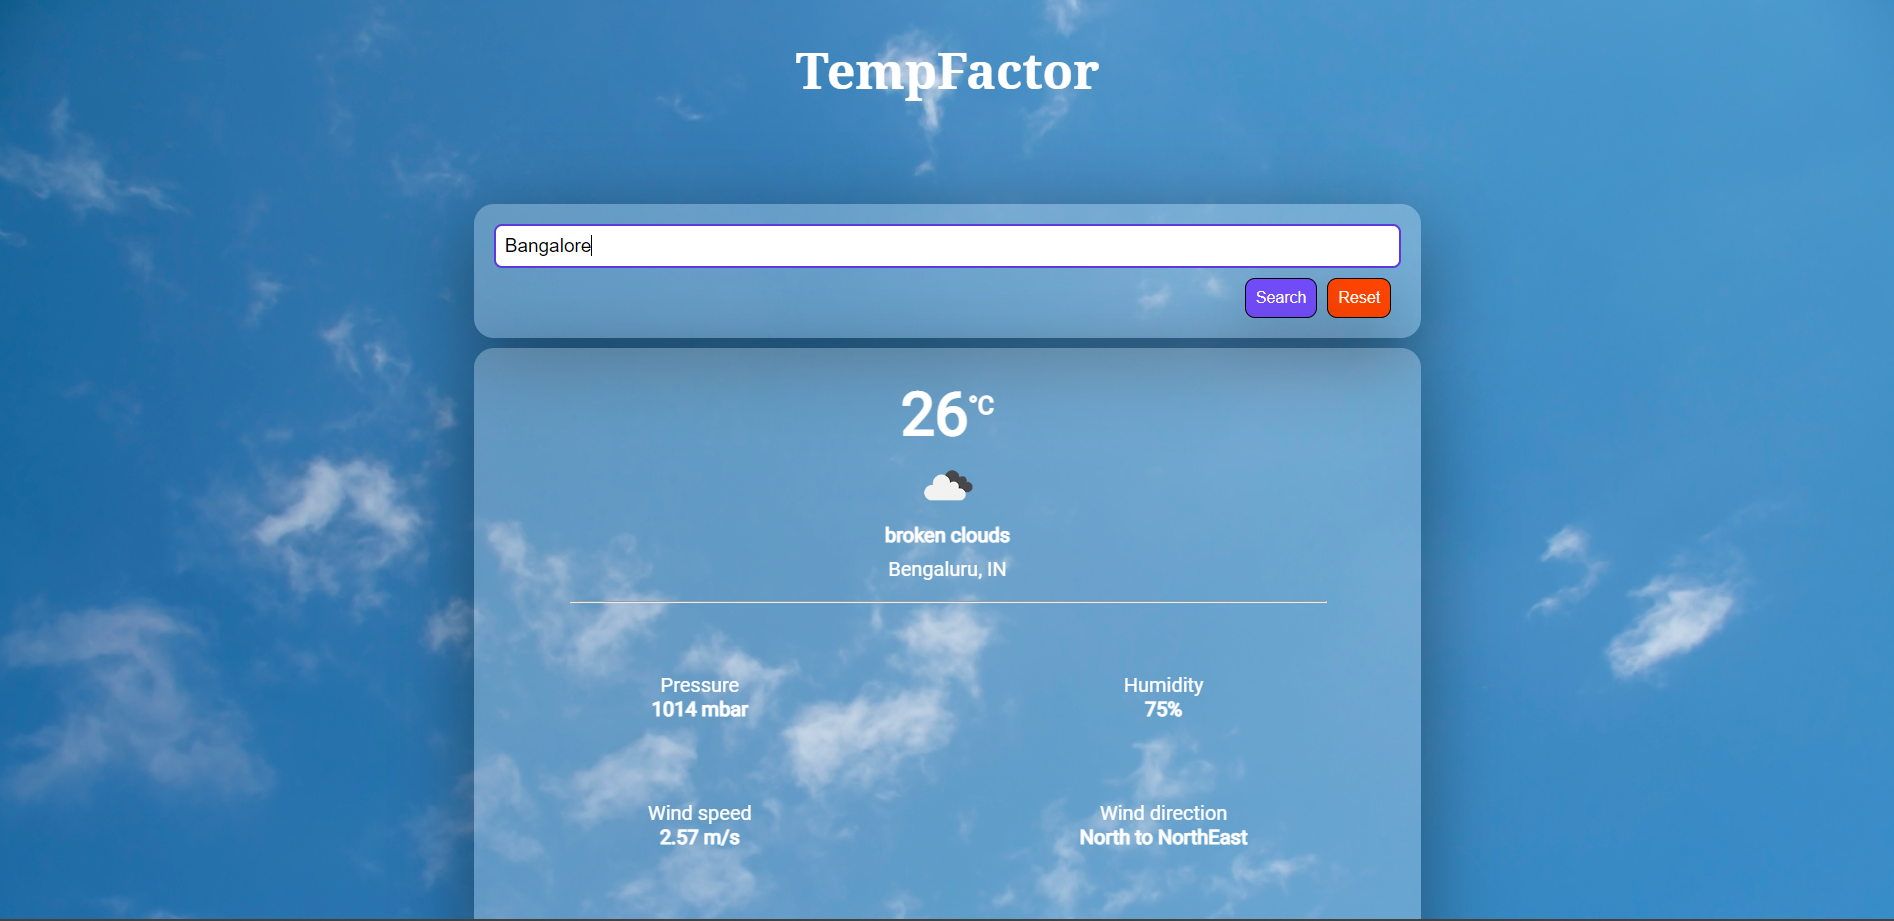 TempFactor
Bangalore
Search Reset
26°C
broken clouds
Bengaluru, IN
Pressure
1014 mbar
Humidity
75%
Wind speed
2.57 m/s
Wind direction
North to NorthEast